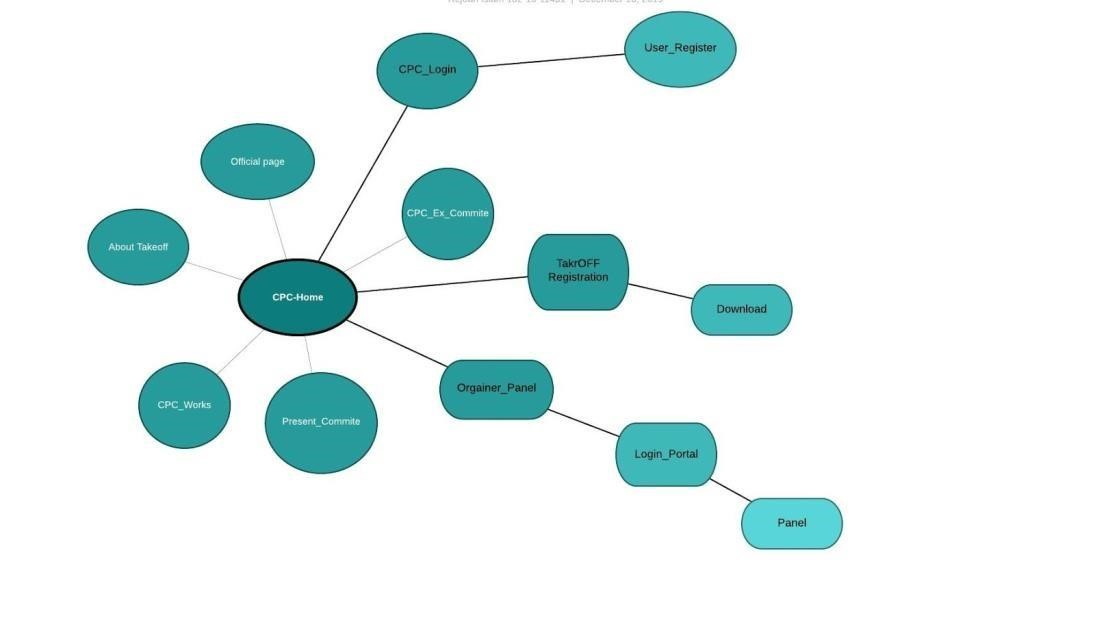 CPC_Login
User_Register
Official page
CPC_Ex_Commite
About Takeoff
TakrOFF
Registration
CPC-Home
Download
Orgainer_Panel
CPC_Works
Present_Commite
Login_Portal
Panel